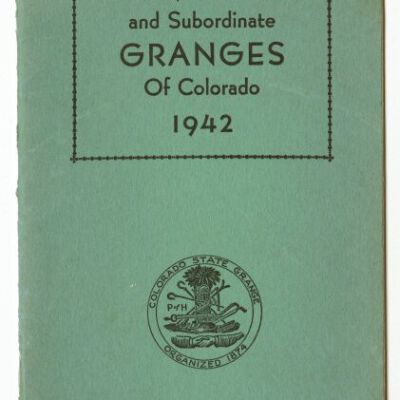 and Subordinate
GRANGES
Of Colorado
1942
COLORADO STATE GRANGE
P of H
ORGANIZED 1874